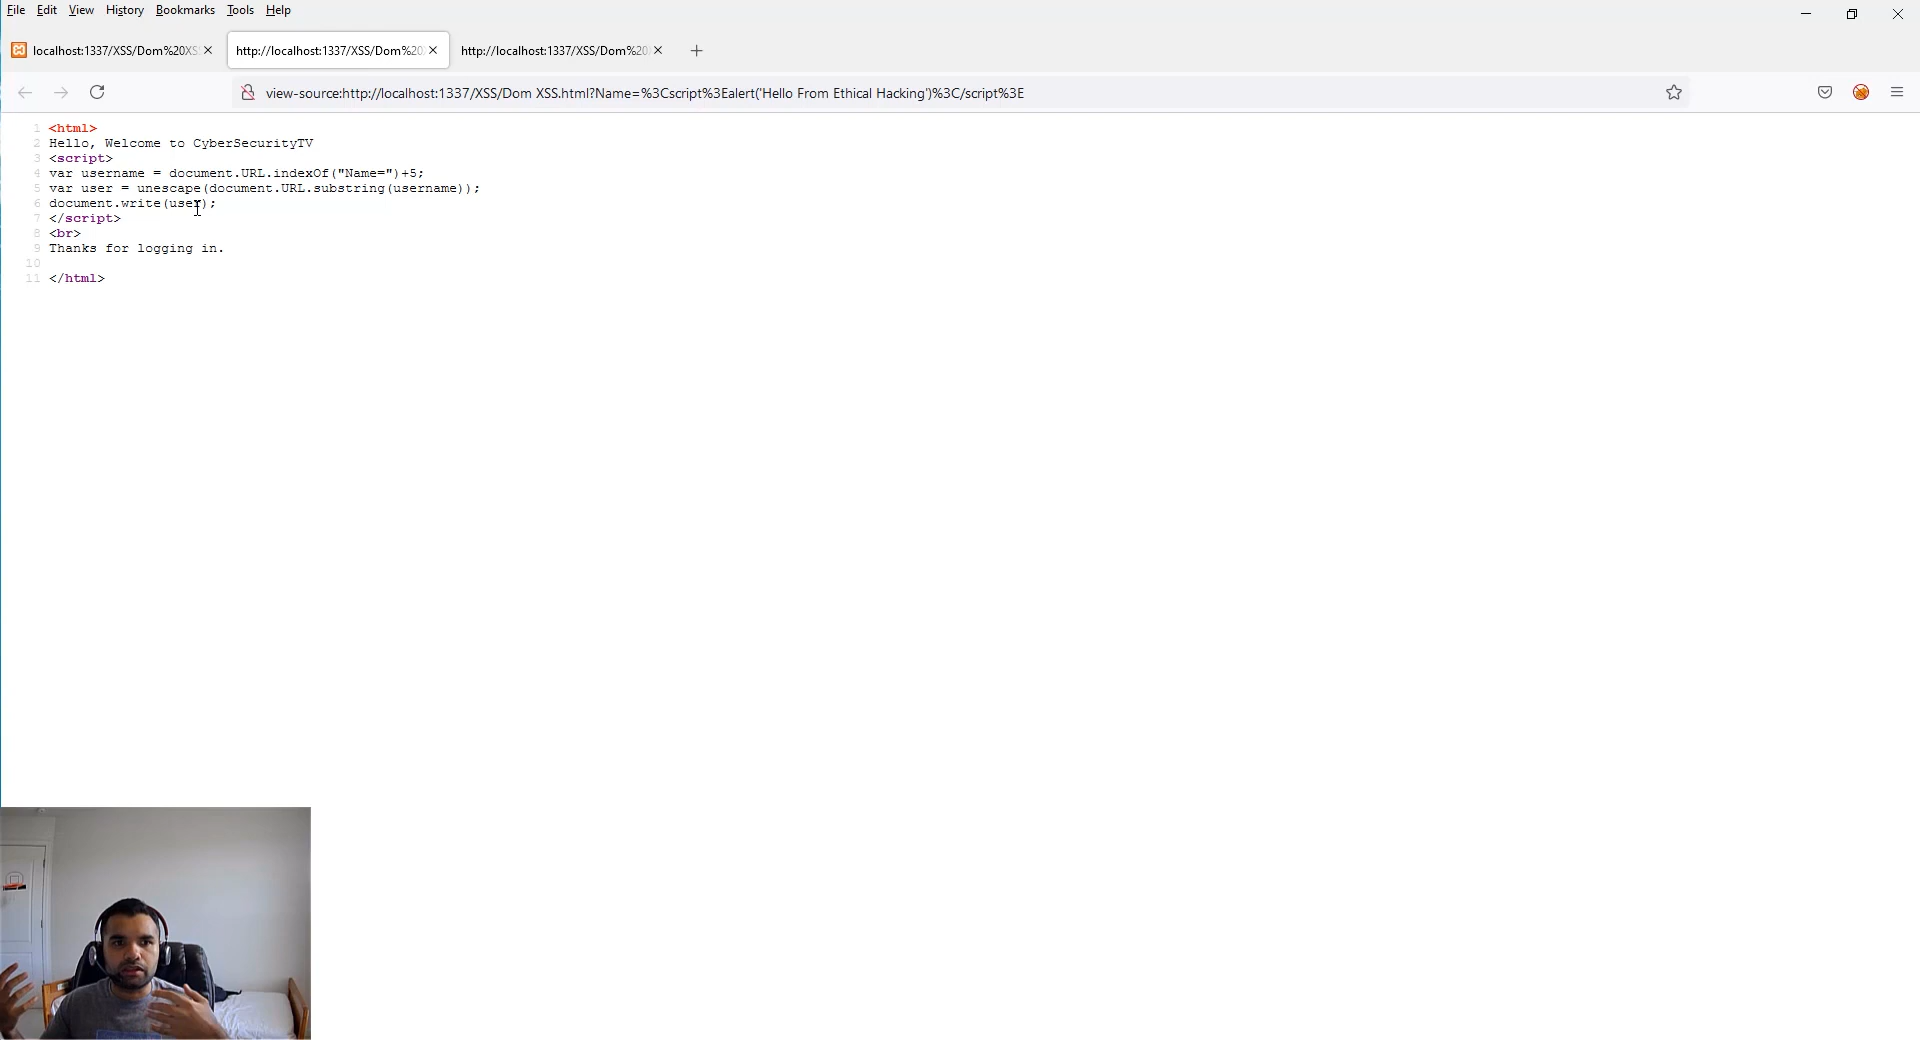 File Edit View History Bookmarks Tools Help
localhost:1337/XSS/Dom%20XS
http://localhost:1337/XSS/Dom%20
http://localhost:1337/XSS/Dom%20
view-source:http://localhost:1337/XSS/Dom XSS.html?Name=%3Cscript%3Ealert('Hello From Ethical Hacking')%3C/script%3E
1 <html>
2 Hello, Welcome to CyberSecurityTV
3 <script>
4 var username = document.URL.indexOf("Name=")+5;
5 var user = unescape(document.URL.substring(username));
6 document.write(user);
7 </script>
8 <br>
9 Thanks for logging in.
10
11 </html>